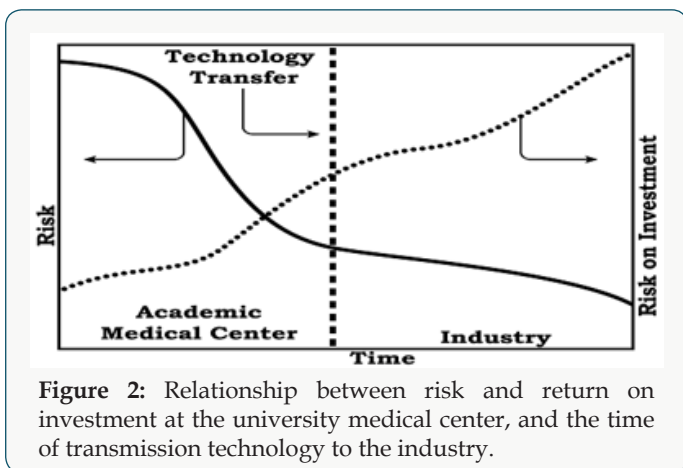 Technology
Transfer
Risk
Risk on Investment
Academic
Medical Center
Industry
Time
Figure 2: Relationship between risk and return on
investment at the university medical center, and the time
of transmission technology to the industry.